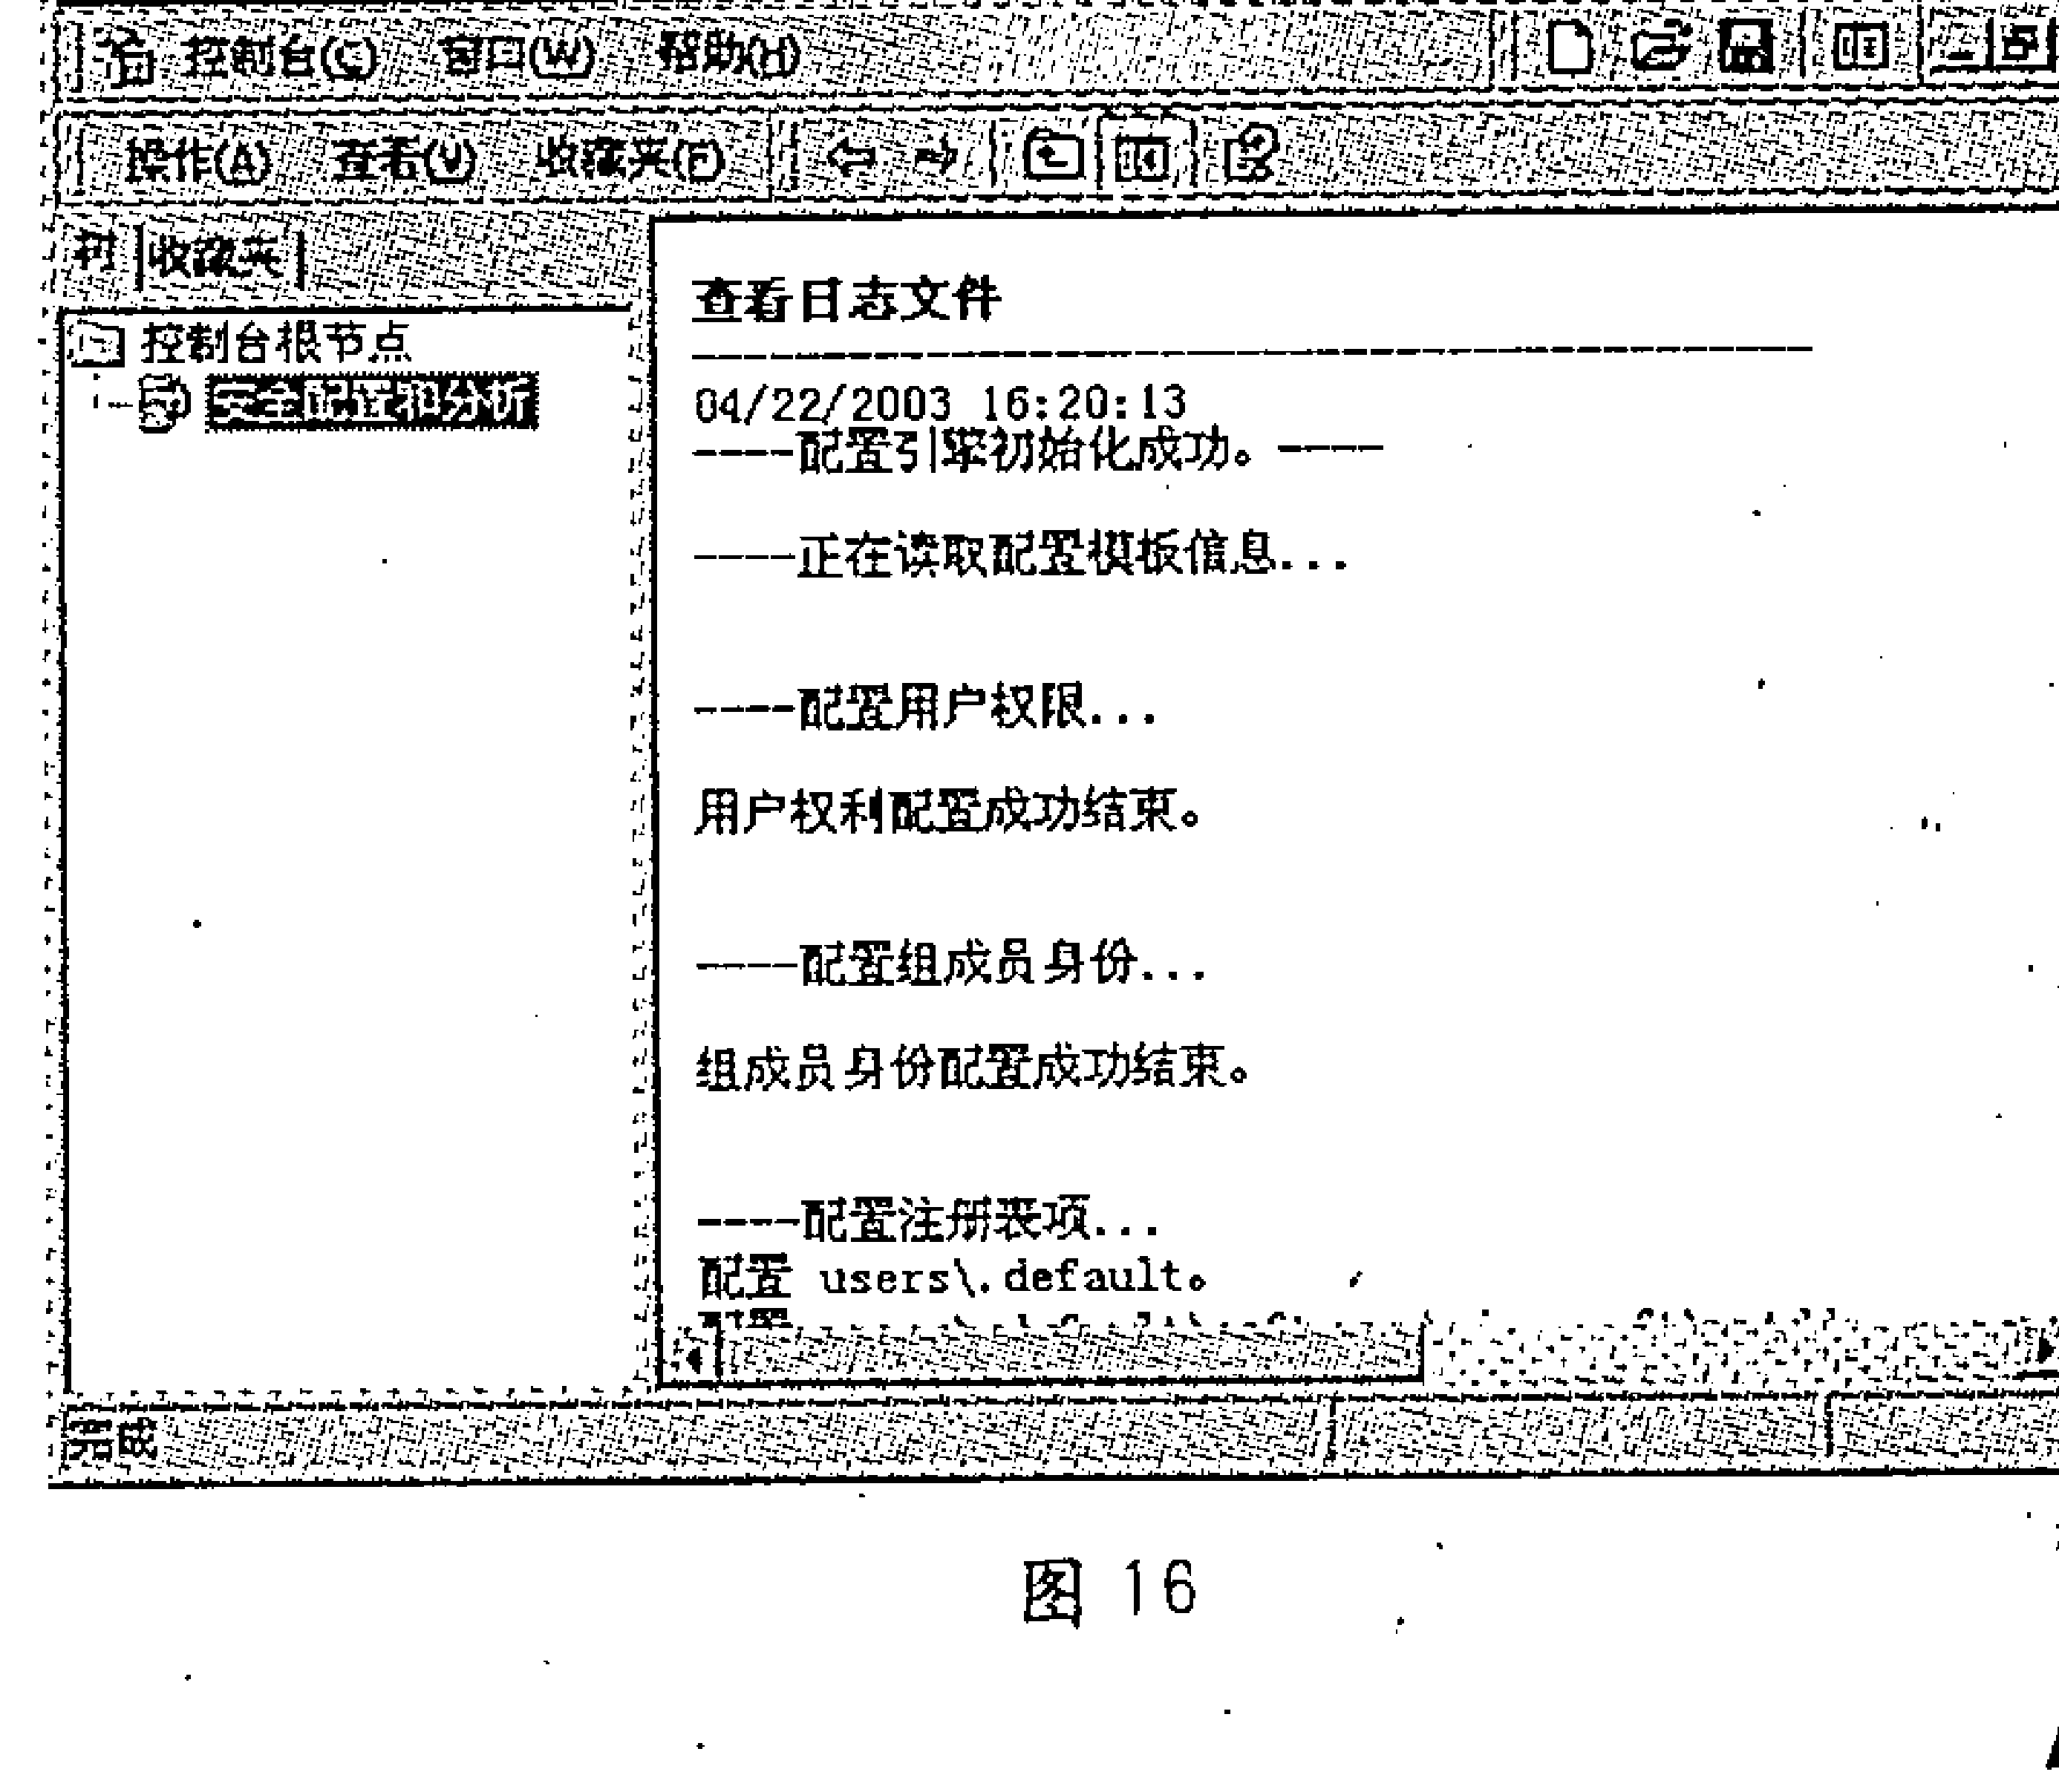 控制台(C) 窗口(W) 帮助(H)
操作(A) 查看(V) 收藏夹(F)
树 收藏夹
控制台根节点
安全配置和分析
查看日志文件
--------------------------------------------
04/22/2003 16:20:13
----配置引擎初始化成功。----
----正在读取配置模板信息...
----配置用户权限...
用户权利配置成功结束。
----配置组成员身份...
组成员身份配置成功结束。
----配置注册表项...
配置 users\.default。
配置
完成
图 16